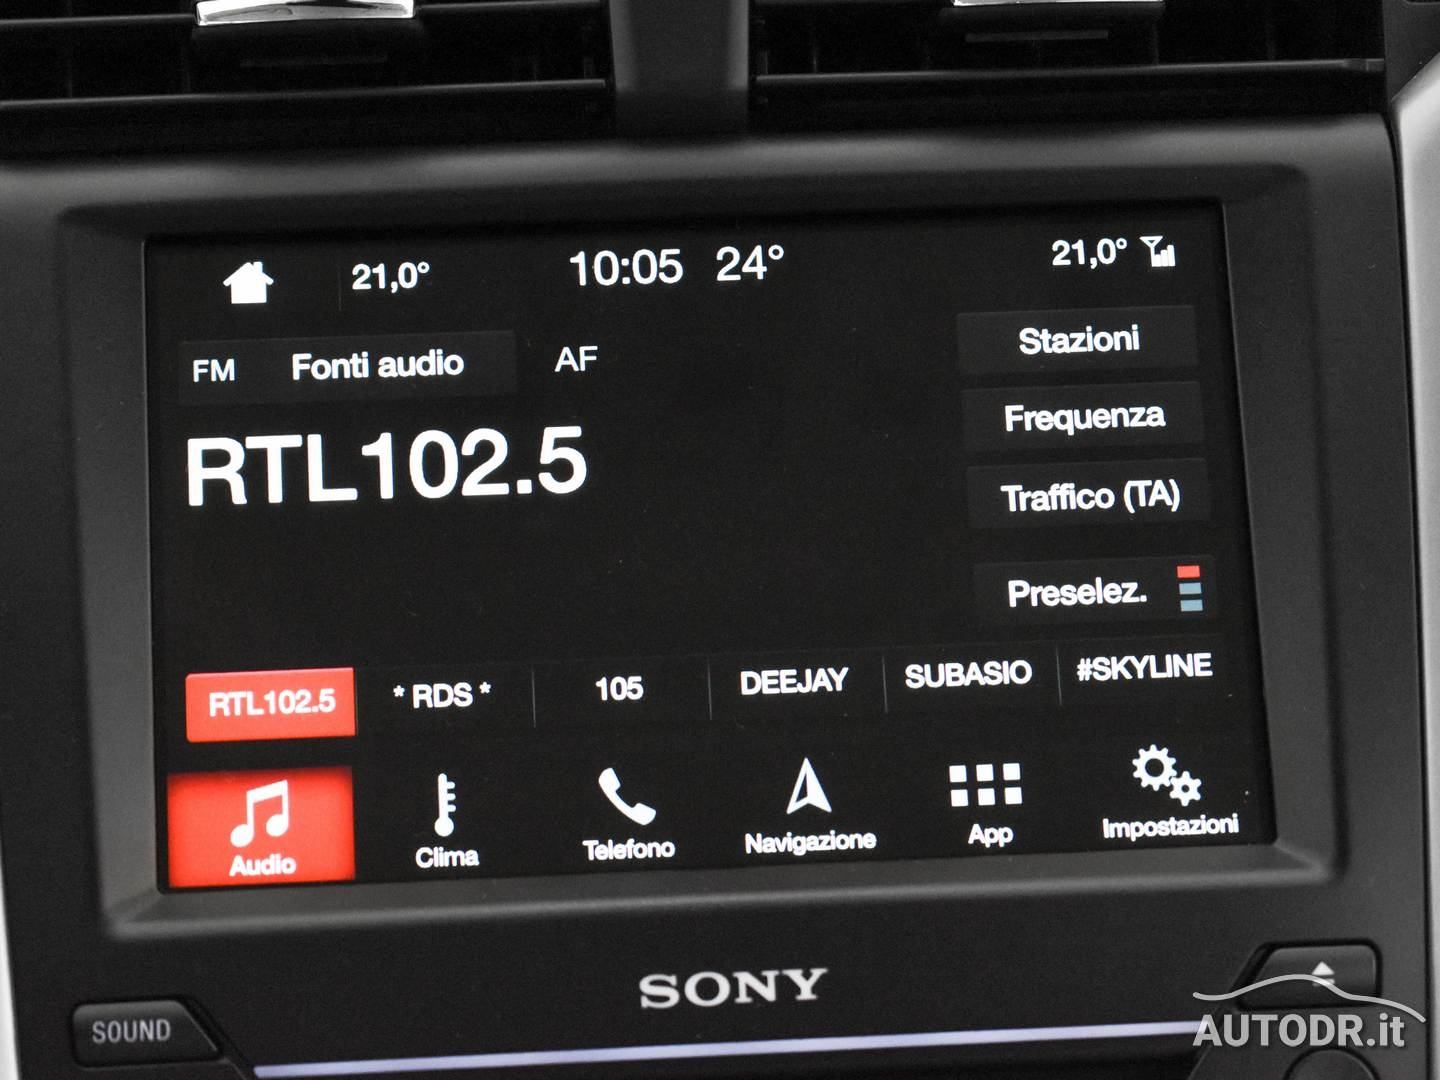 21,0° 10:05 24° 21,0°
FM Fonti audio AF Stazioni
Frequenza
RTL102.5
Traffico (TA)
Preselez.
RTL102.5 * RDS * 105 DEEJAY SUBASIO #SKYLINE
Audio Clima Telefono Navigazione App Impostazioni
SONY
SOUND
AUTODR.it